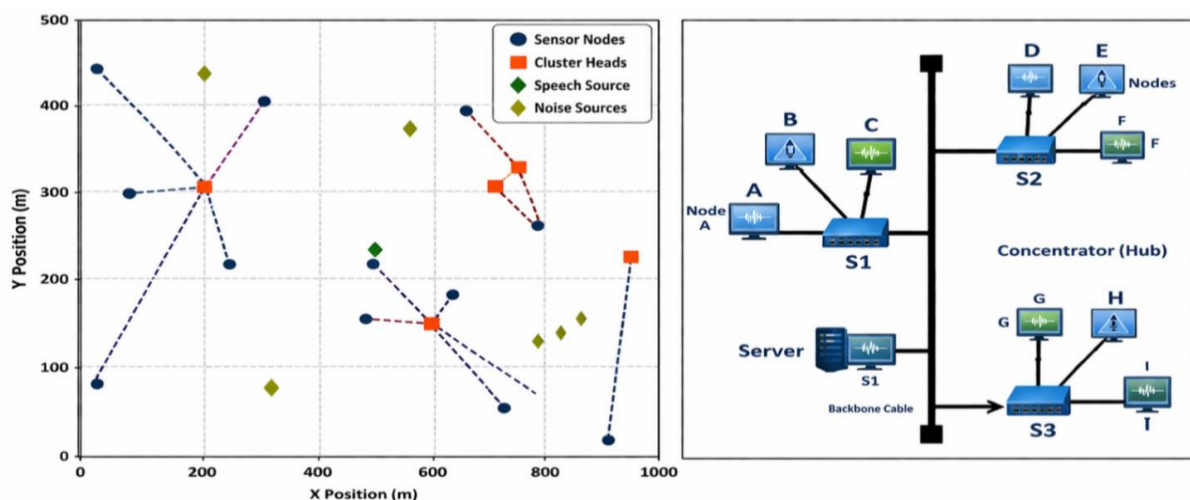 500
400
300
200
100
0
Y Position (m)
0
200
400
600
800
1000
X Position (m)
Sensor Nodes
Cluster Heads
Speech Source
Noise Sources
D
E
Nodes
B
C
F
F
S2
A
Node
A
S1
Concentrator (Hub)
G
H
G
Server
S1
I
Backbone Cable
S3
I